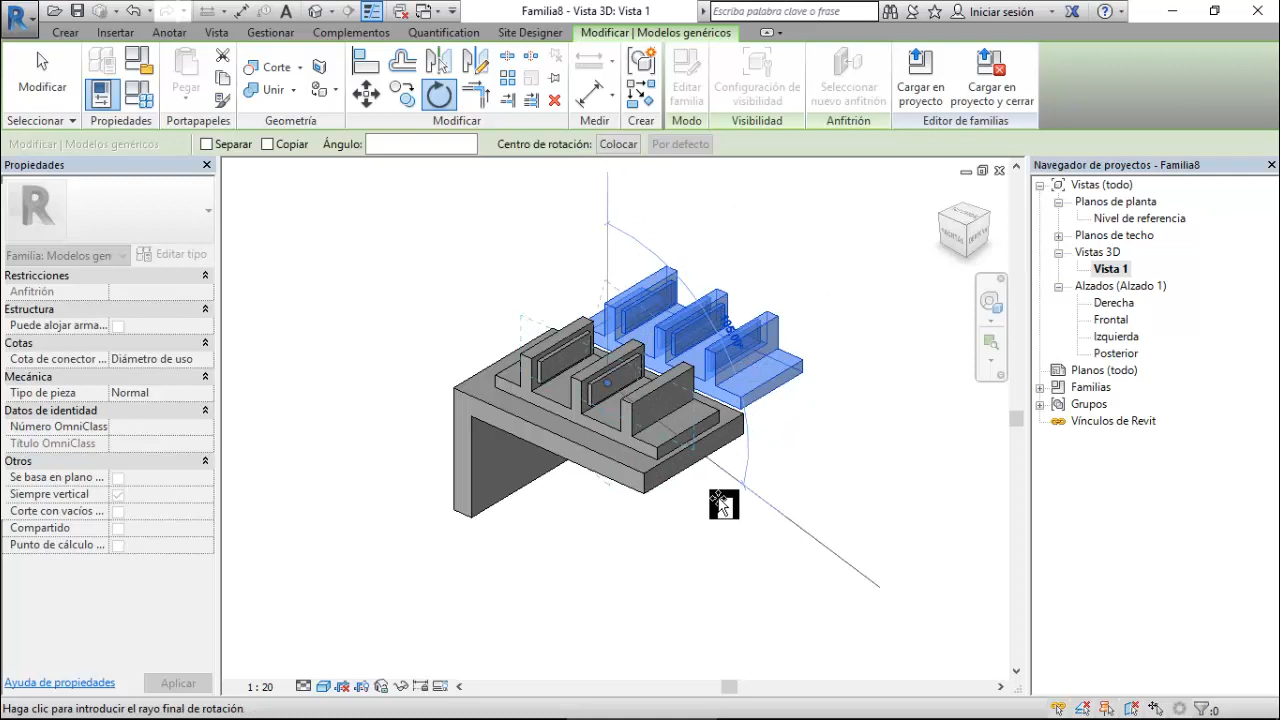 Familia8 - Vista 3D: Vista 1
Escriba palabra clave o frase
Iniciar sesión
Crear
Insertar
Anotar
Vista
Gestionar
Complementos
Quantification
Site Designer
Modificar | Modelos genéricos
Modificar
Pegar
Corte
Unir
Editar
familia
Configuración de
visibilidad
Seleccionar
nuevo anfitrión
Cargar en
proyecto
Cargar en
proyecto y cerrar
Seleccionar
Propiedades
Portapapeles
Geometría
Modificar
Medir
Crear
Modo
Visibilidad
Anfitrión
Editor de familias
Modificar | Modelos genéricos
Separar
Copiar
Ángulo:
Centro de rotación:
Colocar
Por defecto
Propiedades
Familia: Modelos gen
Editar tipo
Restricciones
Anfitrión
Estructura
Puede alojar arma...
Cotas
Cota de conector ...
Diámetro de uso
Mecánica
Tipo de pieza
Normal
Datos de identidad
Número OmniClass
Título OmniClass
Otros
Se basa en plano ...
Siempre vertical
Corte con vacíos ...
Compartido
Punto de cálculo ...
Ayuda de propiedades
Aplicar
1 : 20
Navegador de proyectos - Familia8
Vistas (todo)
Planos de planta
Nivel de referencia
Planos de techo
Vistas 3D
Vista 1
Alzados (Alzado 1)
Derecha
Frontal
Izquierda
Posterior
Planos (todo)
Familias
Grupos
Vínculos de Revit
Haga clic para introducir el rayo final de rotación.
:0